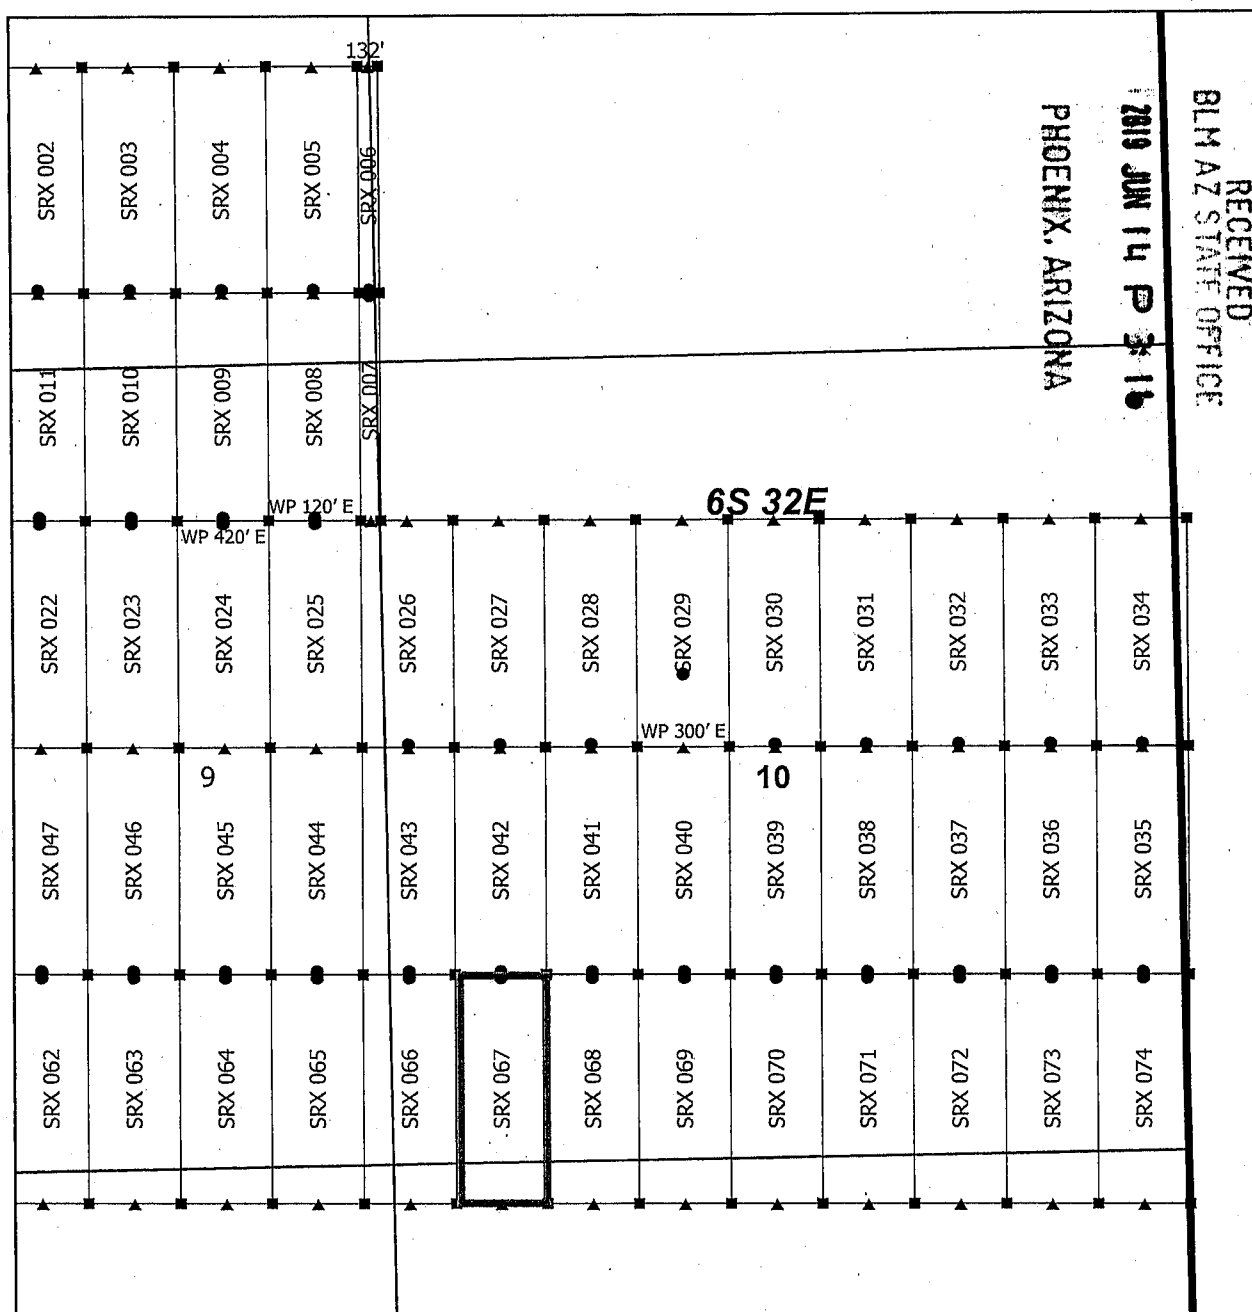 132'
SRX 002
SRX 003
SRX 004
SRX 005
SRX 006
RECEIVED
BLM AZ STATE OFFICE
2019 JUN 14 P 3: 16
PHOENIX, ARIZONA
SRX 011
SRX 010
SRX 009
SRX 008
SRX 007
WP 120' E
WP 420' E
6S 32E
SRX 022
SRX 023
SRX 024
SRX 025
SRX 026
SRX 027
SRX 028
SRX 029
SRX 030
SRX 031
SRX 032
SRX 033
SRX 034
WP 300' E
9
10
SRX 047
SRX 046
SRX 045
SRX 044
SRX 043
SRX 042
SRX 041
SRX 040
SRX 039
SRX 038
SRX 037
SRX 036
SRX 035
SRX 062
SRX 063
SRX 064
SRX 065
SRX 066
SRX 067
SRX 068
SRX 069
SRX 070
SRX 071
SRX 072
SRX 073
SRX 074